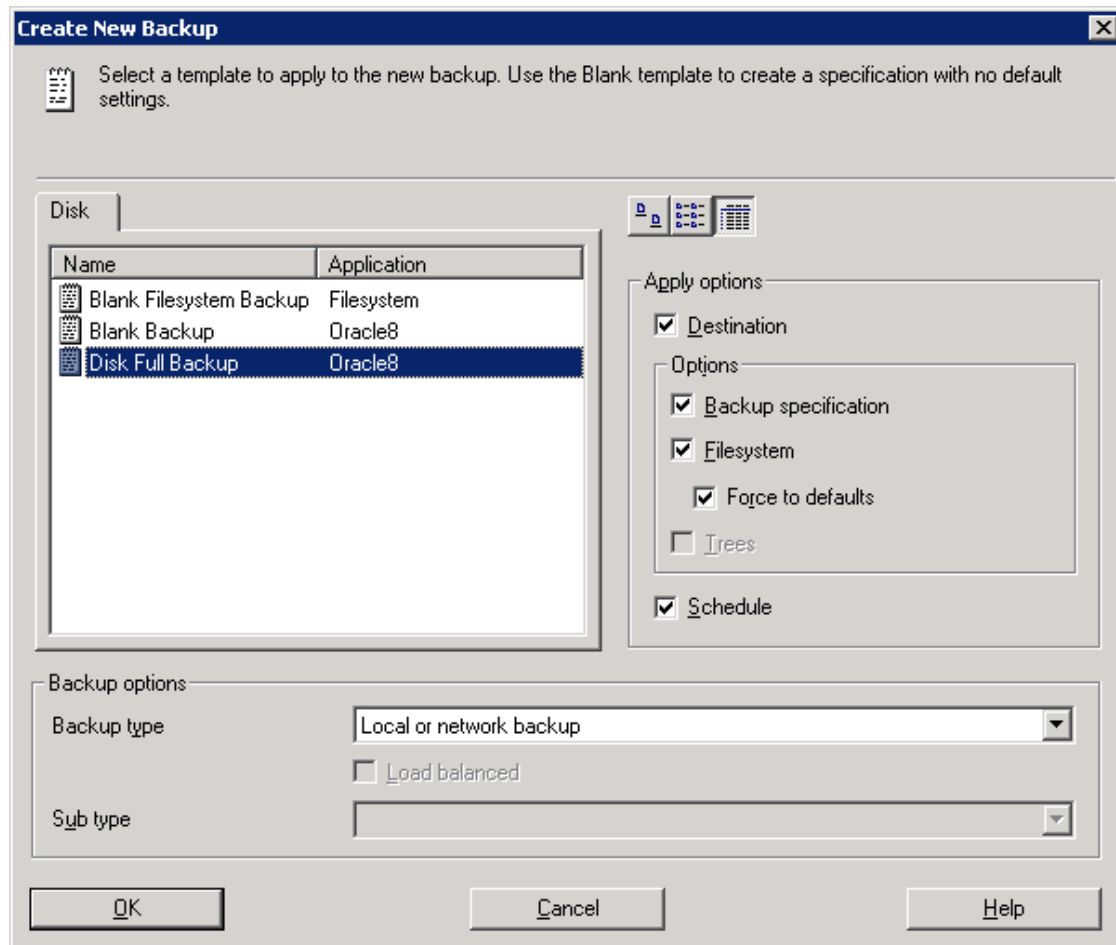 Create New Backup
Select a template to apply to the new backup. Use the Blank template to create a specification with no default
settings.
Disk
Name Application
Blank Filesystem Backup Filesystem
Blank Backup Oracle8
Disk Full Backup Oracle8
Apply options
Destination
Options
Backup specification
Filesystem
Force to defaults
Trees
Schedule
Backup options
Backup type Local or network backup
Load balanced
Sub type
OK Cancel Help